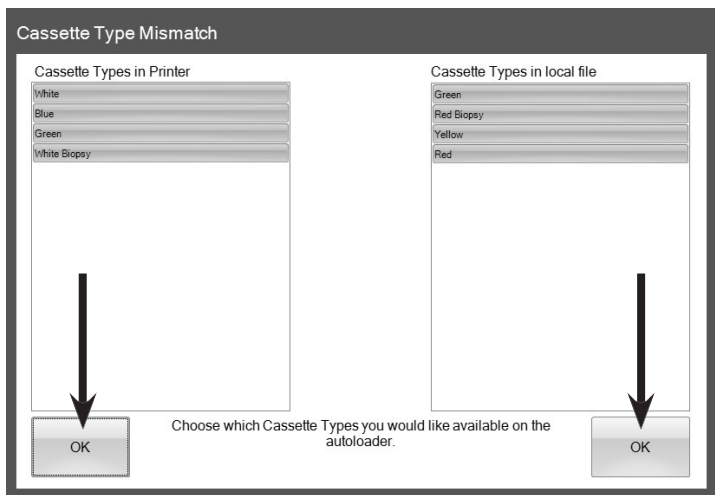 Cassette Type Mismatch
Cassette Types in Printer
White
Blue
Green
White Biopsy
Cassette Types in local file
Green
Red Biopsy
Yellow
Red
OK
Choose which Cassette Types you would like available on the
autoloader.
OK